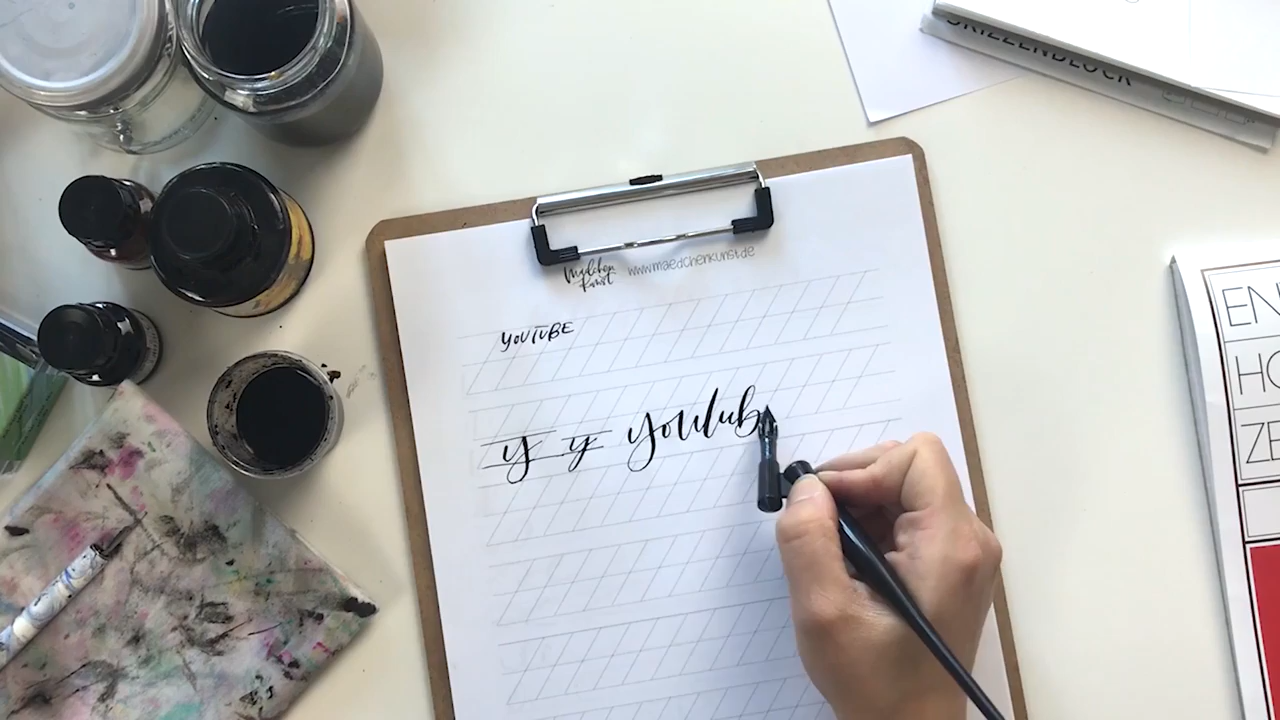 SKIZZENBLOCK
Mädchen
Kunst
www.maedchenkunst.de
YOUTUBE
y y youtub
EN
HO
ZE